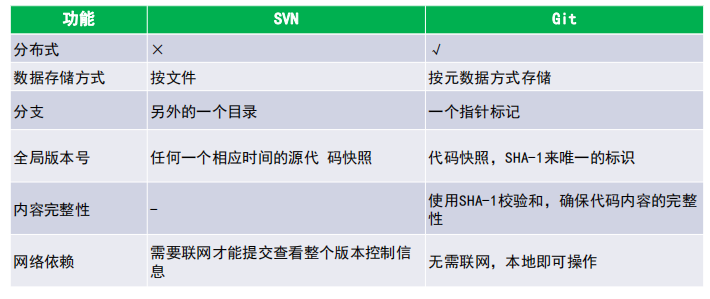 功能 SVN Git
分布式 × √
数据存储方式 按文件 按元数据方式存储
分支 另外的一个目录 一个指针标记
全局版本号 任何一个相应时间的源代 码快照 代码快照，SHA-1来唯一的标识
内容完整性 - 使用SHA-1校验和，确保代码内容的完整
性
网络依赖 需要联网才能提交查看整个版本控制信
息 无需联网，本地即可操作